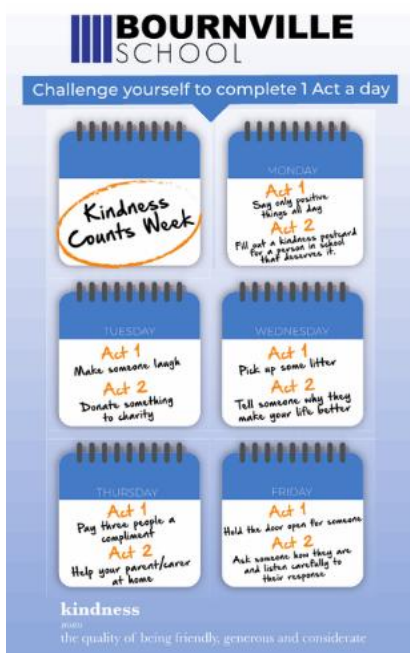 BOURNVILLE
SCHOOL
Challenge yourself to complete 1 Act a day
Kindness
Counts Week
MONDAY
Act 1
Say only positive
things all day
Act 2
Fill out a kindness postcard
for a person in school
that deserves it.
TUESDAY
Act 1
Make someone laugh
Act 2
Donate something
to charity
WEDNESDAY
Act 1
Pick up some litter
Act 2
Tell someone why they
make your life better
THURSDAY
Act 1
Pay three people a
compliment
Act 2
Help your parent/carer
at home
FRIDAY
Act 1
Held the door open for someone
Act 2
Ask someone how they are
and listen carefully to
their response
kindness
noun
the quality of being friendly, generous and considerate